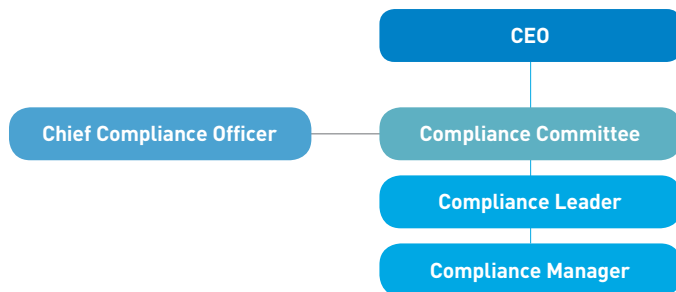 CEO
Chief Compliance Officer
Compliance Committee
Compliance Leader
Compliance Manager